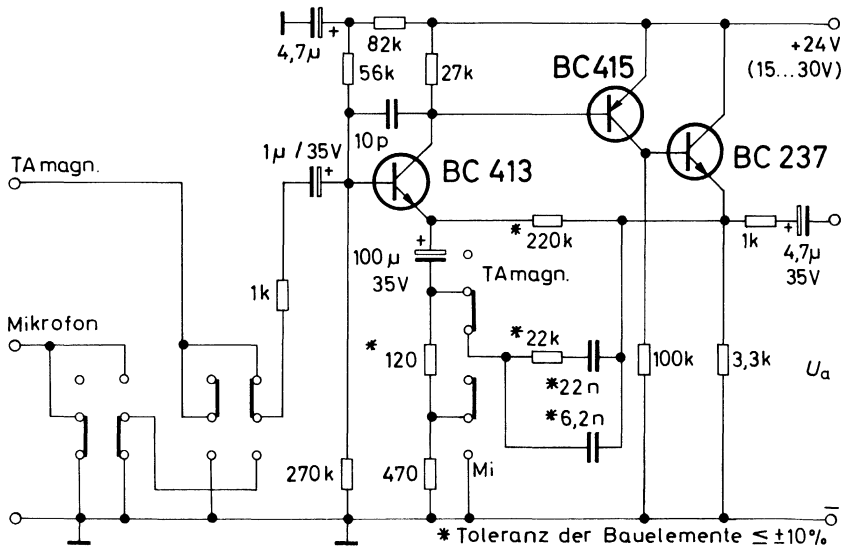 4,7µ
+
82k
+24V
(15...30V)
56k
27k
BC415
10p
1µ/35V
+
TA magn.
BC 413
BC 237
+
* 220k
1k
+
4,7µ
35V
100µ
35V
TA magn.
1k
Mikrofon
* 22k
* 120
100k
3,3k
Ua
* 22n
* 6,2n
270k
470
Mi
–
* Toleranz der Bauelemente ≤ ±10%